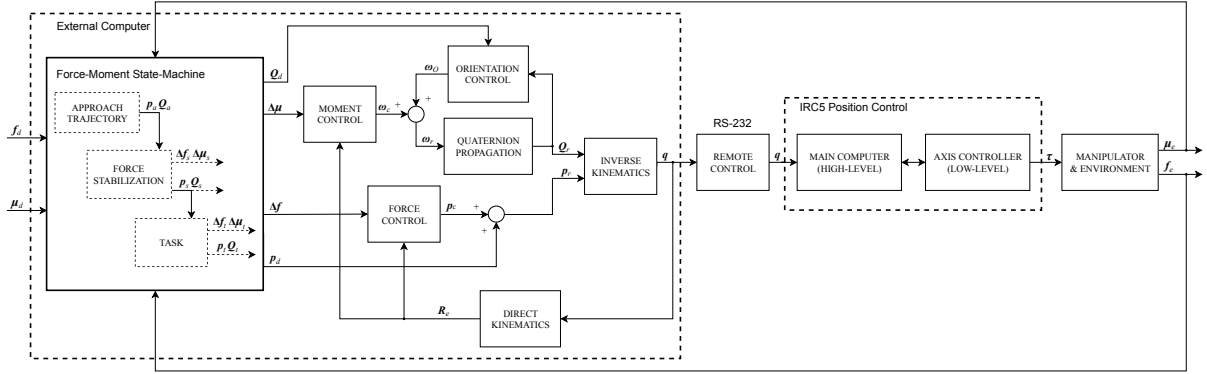 External Computer
Force-Moment State-Machine
APPROACH
TRAJECTORY
p_a Q_a
FORCE
STABILIZATION
Δf_s Δμ_s
p_s Q_s
TASK
Δf_t Δμ_t
p_t Q_t
f_d
μ_d
Q_d
Δμ
Δf
p_d
MOMENT
CONTROL
ω_c
+
+
ω_O
ORIENTATION
CONTROL
ω_r
QUATERNION
PROPAGATION
Q_r
FORCE
CONTROL
p_c
+
+
p_r
INVERSE
KINEMATICS
q
R_e
DIRECT
KINEMATICS
RS-232
REMOTE
CONTROL
q
IRC5 Position Control
MAIN COMPUTER
(HIGH-LEVEL)
AXIS CONTROLLER
(LOW-LEVEL)
τ
MANIPULATOR
& ENVIRONMENT
μ_e
f_e